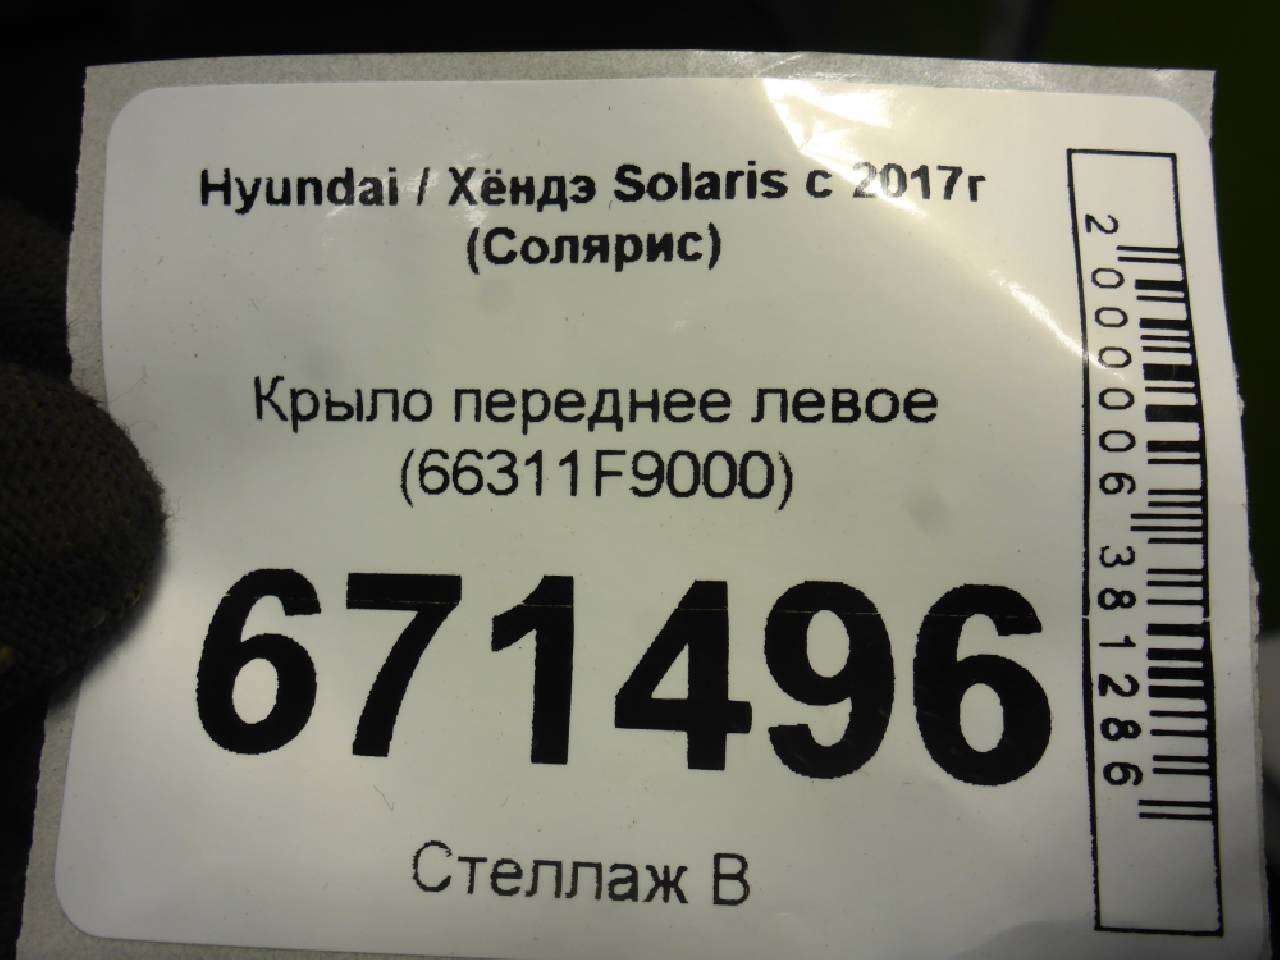 Hyundai / Хёндэ Solaris с 2017г
(Солярис)
Крыло переднее левое
(66311F9000)
671496
Стеллаж В
2000006381286